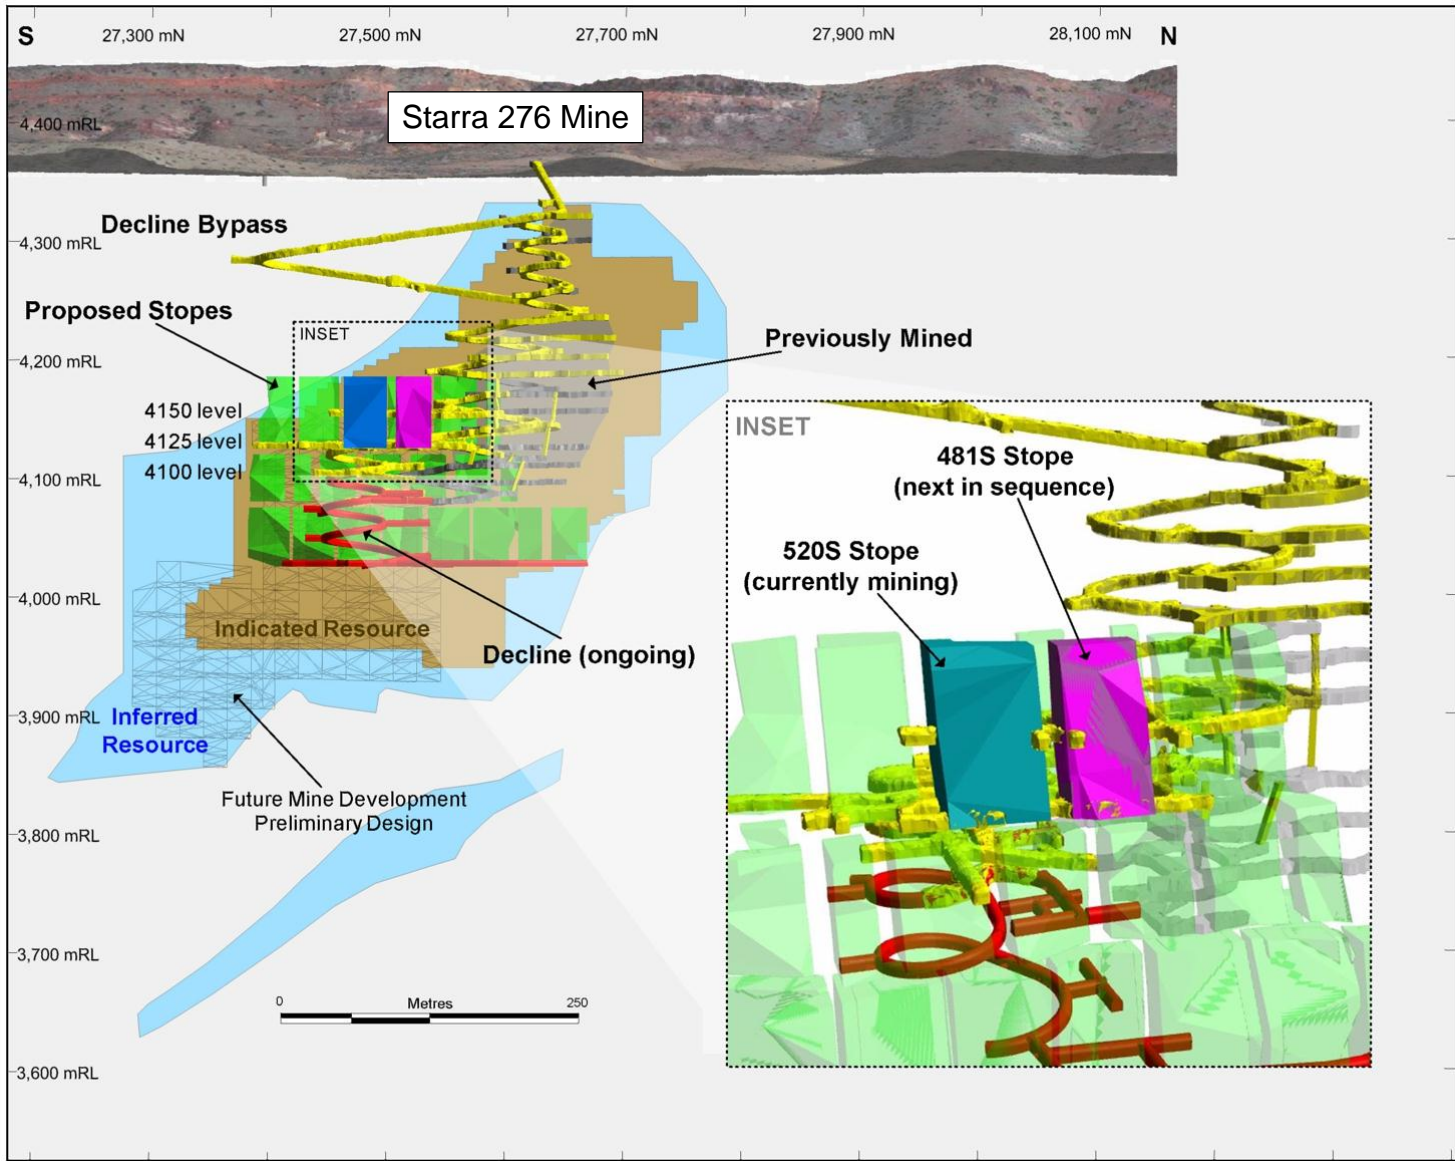 S
27,300 mN
27,500 mN
27,700 mN
27,900 mN
28,100 mN
N
4,400 mRL
Starra 276 Mine
Decline Bypass
4,300 mRL
Proposed Stopes
INSET
Previously Mined
4,200 mRL
4150 level
4125 level
4100 level
4,100 mRL
INSET
481S Stope
(next in sequence)
520S Stope
(currently mining)
4,000 mRL
Indicated Resource
Decline (ongoing)
3,900 mRL
Inferred
Resource
Future Mine Development
Preliminary Design
3,800 mRL
3,700 mRL
0
Metres
250
3,600 mRL